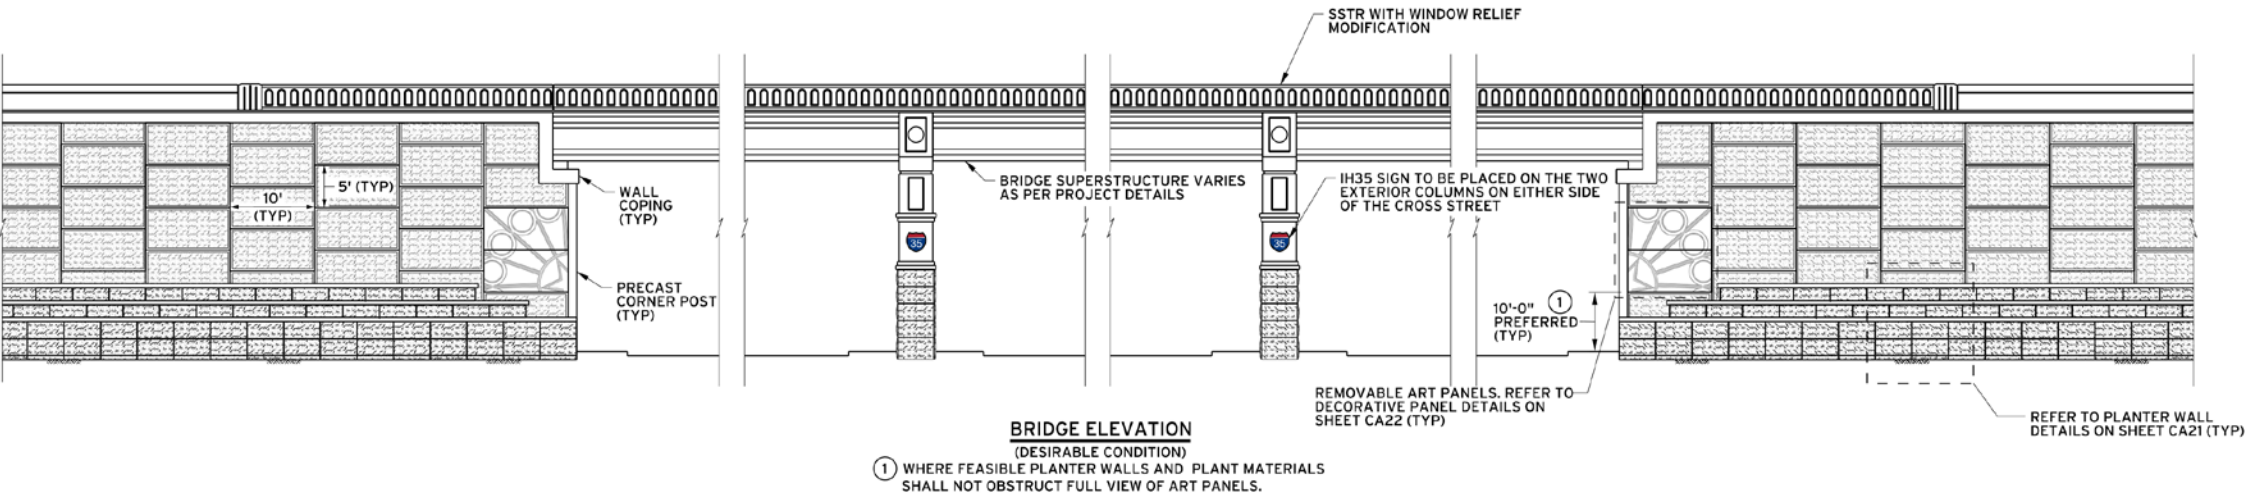 SSTR WITH WINDOW RELIEF
MODIFICATION
5' (TYP)
10'
(TYP)
WALL
COPING
(TYP)
BRIDGE SUPERSTRUCTURE VARIES
AS PER PROJECT DETAILS
IH35 SIGN TO BE PLACED ON THE TWO
EXTERIOR COLUMNS ON EITHER SIDE
OF THE CROSS STREET
35
35
PRECAST
CORNER POST
(TYP)
10'-0" 1
PREFERRED
(TYP)
REMOVABLE ART PANELS. REFER TO
DECORATIVE PANEL DETAILS ON
SHEET CA22 (TYP)
REFER TO PLANTER WALL
DETAILS ON SHEET CA21 (TYP)
BRIDGE ELEVATION
(DESIRABLE CONDITION)
1 WHERE FEASIBLE PLANTER WALLS AND PLANT MATERIALS
SHALL NOT OBSTRUCT FULL VIEW OF ART PANELS.